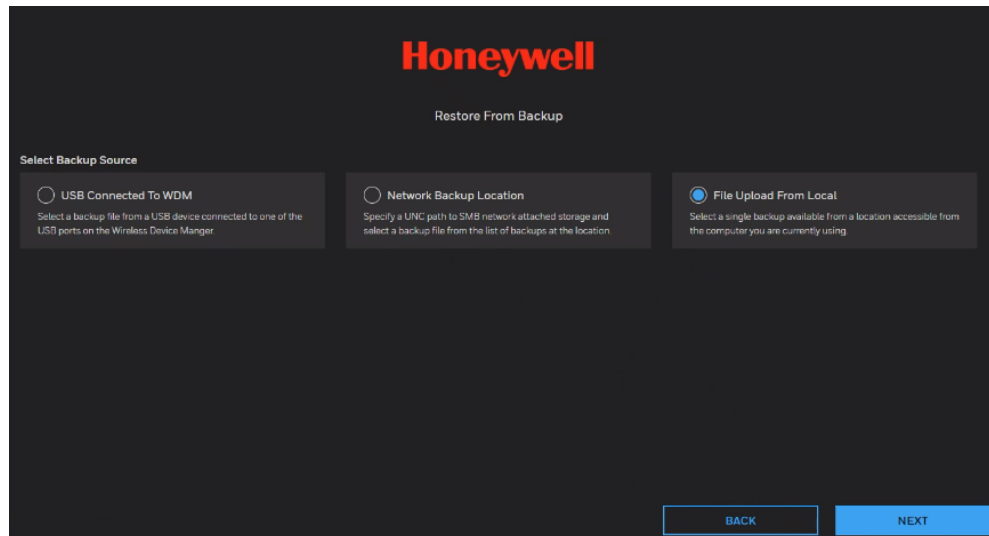 Honeywell
Restore From Backup
Select Backup Source
USB Connected To WDM
Select a backup file from a USB device connected to one of the
USB ports on the Wireless Device Manger.
Network Backup Location
Specify a UNC path to SMB network attached storage and
select a backup file from the list of backups at the location.
File Upload From Local
Select a single backup available from a location accessible from
the computer you are currently using.
BACK
NEXT